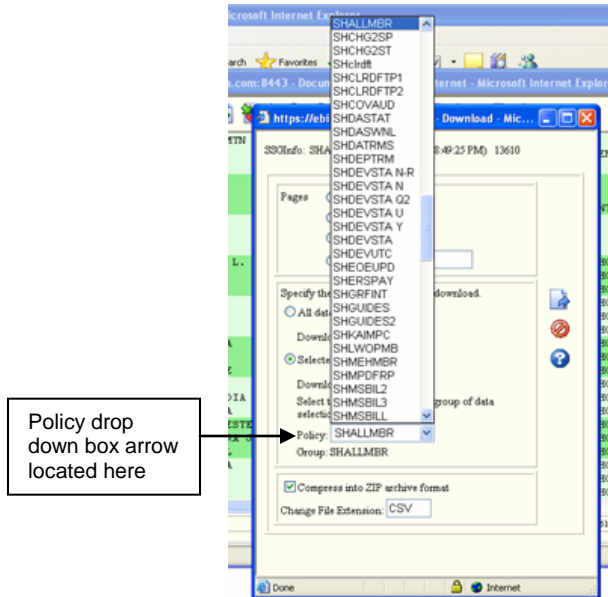 icrosoft Internet Explorer
arch Favorites
a.com:8443 - Docun ternet - Microsoft Internet Explor
https://ebi - Download - Mic...
SSGInfo: SHA 8:49:25 PM) 13610
SHALLMBR
SHCHG2SP
SHCHG2ST
SHclrdft
SHCLRDFTP1
SHCLRDFTP2
SHCOVAUD
SHDASTAT
SHDASWNL
SHDATRMS
SHDEPTRM
SHDEVSTA N-R
SHDEVSTA N
SHDEVSTA Q2
SHDEVSTA U
SHDEVSTA Y
SHDEVSTA
SHDEVUTC
SHEOEUPD
SHERSPAY
SHGRFINT
SHGUIDES
SHGUIDES2
SHKAIMPC
SHLWOPMB
SHMEHMBR
SHMPDFRP
SHMSBIL2
SHMSBIL3
SHMSBILL
Pages
Specify the download.
All dat
Downlo
Selecte
Downlo
Select t group of data
selectio
Policy: SHALLMBR
Group: SHALLMBR
Compress into ZIP archive format
Change File Extension: CSV
Done Internet
Policy drop
down box arrow
located here